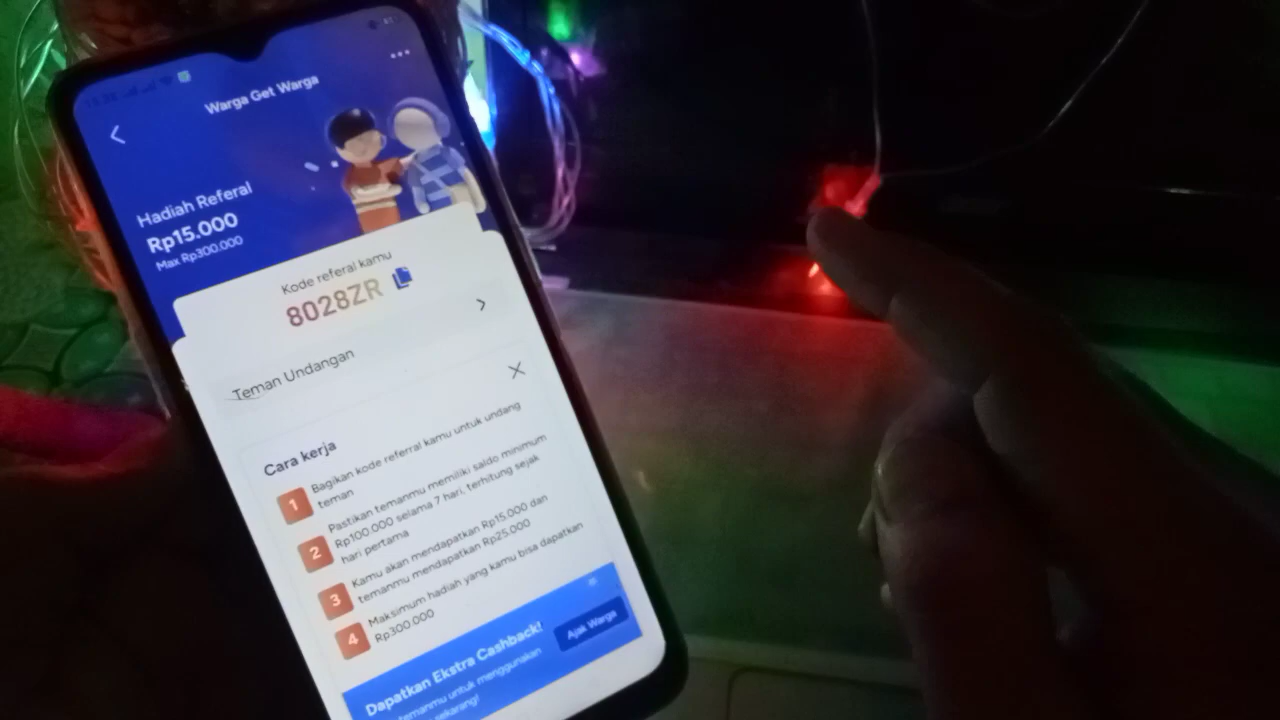 Warga Get Warga
Hadiah Referal
Rp15.000
Max Rp300.000
Kode referal kamu
8028ZR
Teman Undangan
Cara kerja
1 Bagikan kode referral kamu untuk undang
teman
2 Pastikan temanmu memiliki saldo minimum
Rp100.000 selama 7 hari, terhitung sejak
hari pertama
3 Kamu akan mendapatkan Rp15.000 dan
temanmu mendapatkan Rp25.000
4 Maksimum hadiah yang kamu bisa dapatkan
Rp300.000
Dapatkan Ekstra Cashback!
temanmu untuk menggunakan
sekarang!
Ajak Warga